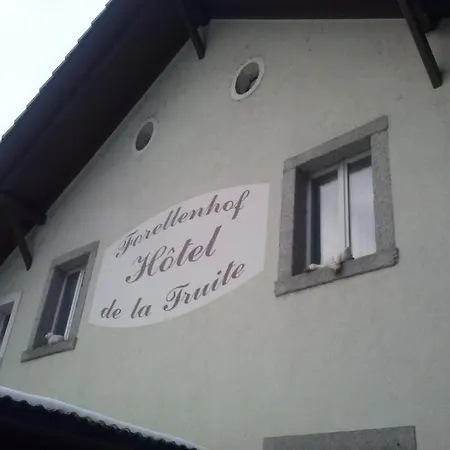 Forellenhof
Hôtel
de la Truite